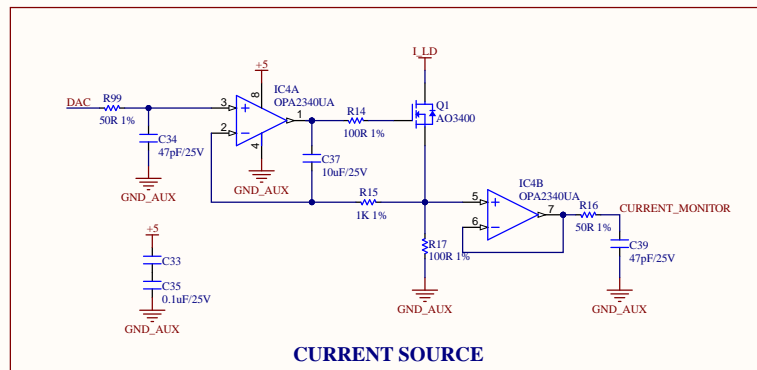 +5
I_LD
IC4A
OPA2340UA
DAC
R99
50R 1%
3
8
1
2
4
R14
100R 1%
Q1
AO3400
C34
47pF/25V
GND_AUX
GND_AUX
C37
10uF/25V
R15
1K 1%
IC4B
OPA2340UA
5
6
7
R16
50R 1%
CURRENT_MONITOR
R17
100R 1%
C39
47pF/25V
+5
C33
C35
0.1uF/25V
GND_AUX
GND_AUX
GND_AUX
CURRENT SOURCE